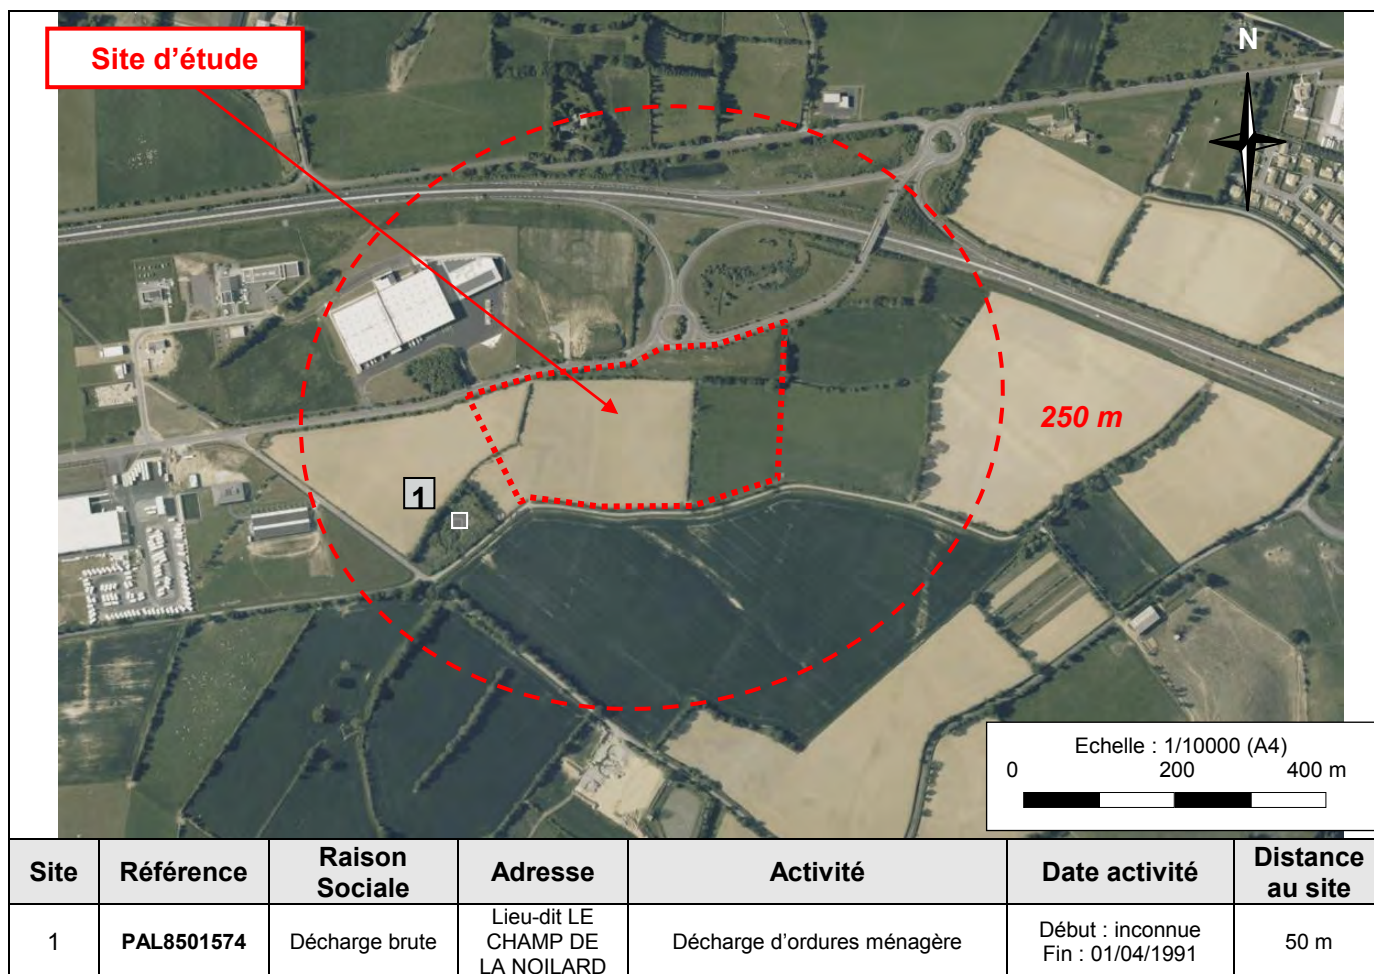 Site d'étude
N
250 m
1
Echelle : 1/10000 (A4)
0 200 400 m
Site Référence Raison Sociale Adresse Activité Date activité Distance au site
1 PAL8501574 Décharge brute Lieu-dit LE CHAMP DE LA NOILARD Décharge d'ordures ménagère Début : inconnue Fin : 01/04/1991 50 m